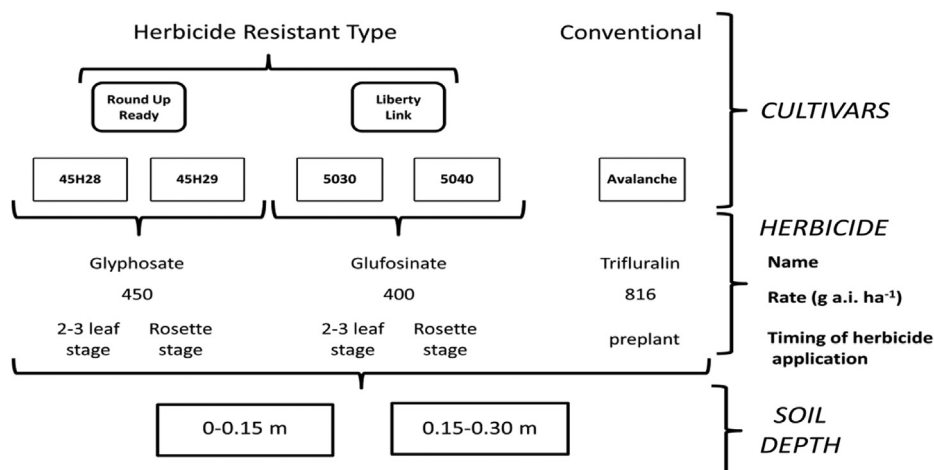 Herbicide Resistant Type
Conventional
Round Up
Ready
Liberty
Link
CULTIVARS
45H28
45H29
5030
5040
Avalanche
HERBICIDE
Glyphosate
Glufosinate
Trifluralin
Name
450
400
816
Rate (g a.i. ha⁻¹)
2-3 leaf
stage
Rosette
stage
2-3 leaf
stage
Rosette
stage
preplant
Timing of herbicide
application
0-0.15 m
0.15-0.30 m
SOIL
DEPTH